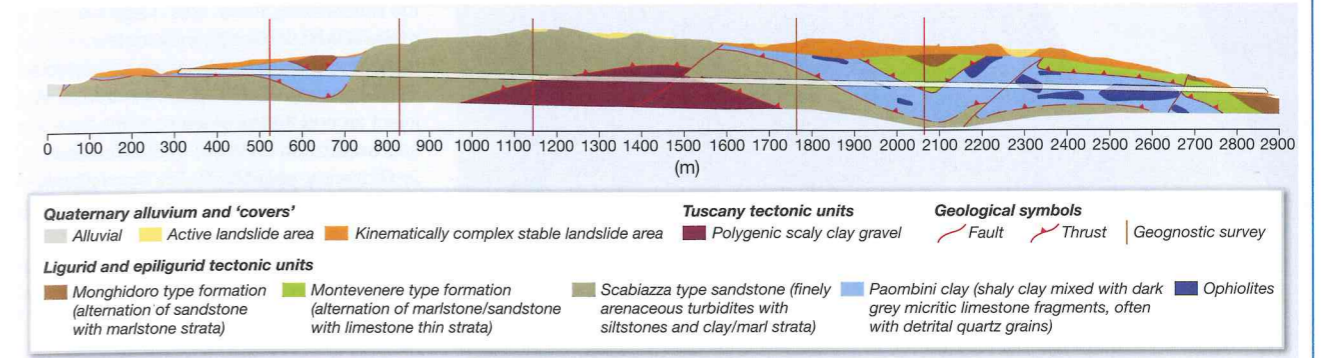 0 100 200 300 400 500 600 700 800 900 1000 1100 1200 1300 1400 1500 1600 1700 1800 1900 2000 2100 2200 2300 2400 2500 2600 2700 2800 2900
(m)
Quaternary alluvium and ‘covers’
Alluvial
Active landslide area
Kinematically complex stable landslide area
Tuscany tectonic units
Polygenic scaly clay gravel
Geological symbols
Fault
Thrust
Geognostic survey
Ligurid and epiligurid tectonic units
Monghidoro type formation
(alternation of sandstone
with marlstone strata)
Montevenere type formation
(alternation of marlstone/sandstone
with limestone thin strata)
Scabiazza type sandstone (finely
arenaceous turbidites with
siltstones and clay/marl strata)
Paombini clay (shaly clay mixed with dark
grey micritic limestone fragments, often
with detrital quartz grains)
Ophiolites